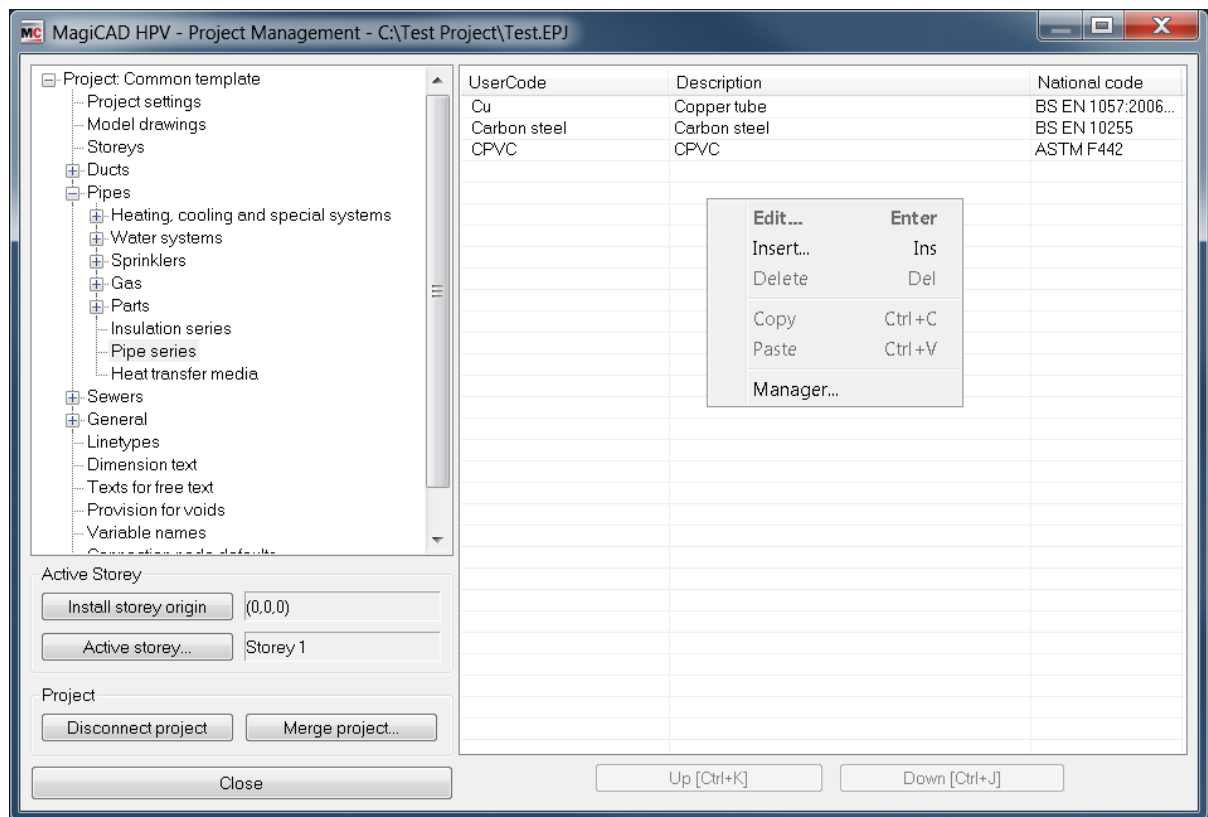 MC MagiCAD HPV - Project Management - C:\Test Project\Test.EPJ
Project: Common template
Project settings
Model drawings
Storeys
Ducts
Pipes
Heating, cooling and special systems
Water systems
Sprinklers
Gas
Parts
Insulation series
Pipe series
Heat transfer media
Sewers
General
Linetypes
Dimension text
Texts for free text
Provision for voids
Variable names
Connection node defaults
Active Storey
Install storey origin (0,0,0)
Active storey... Storey 1
Project
Disconnect project Merge project...
Close
UserCode Description National code
Cu Copper tube BS EN 1057:2006...
Carbon steel Carbon steel BS EN 10255
CPVC CPVC ASTM F442
Edit... Enter
Insert... Ins
Delete Del
Copy Ctrl+C
Paste Ctrl+V
Manager...
Up [Ctrl+K] Down [Ctrl+J]